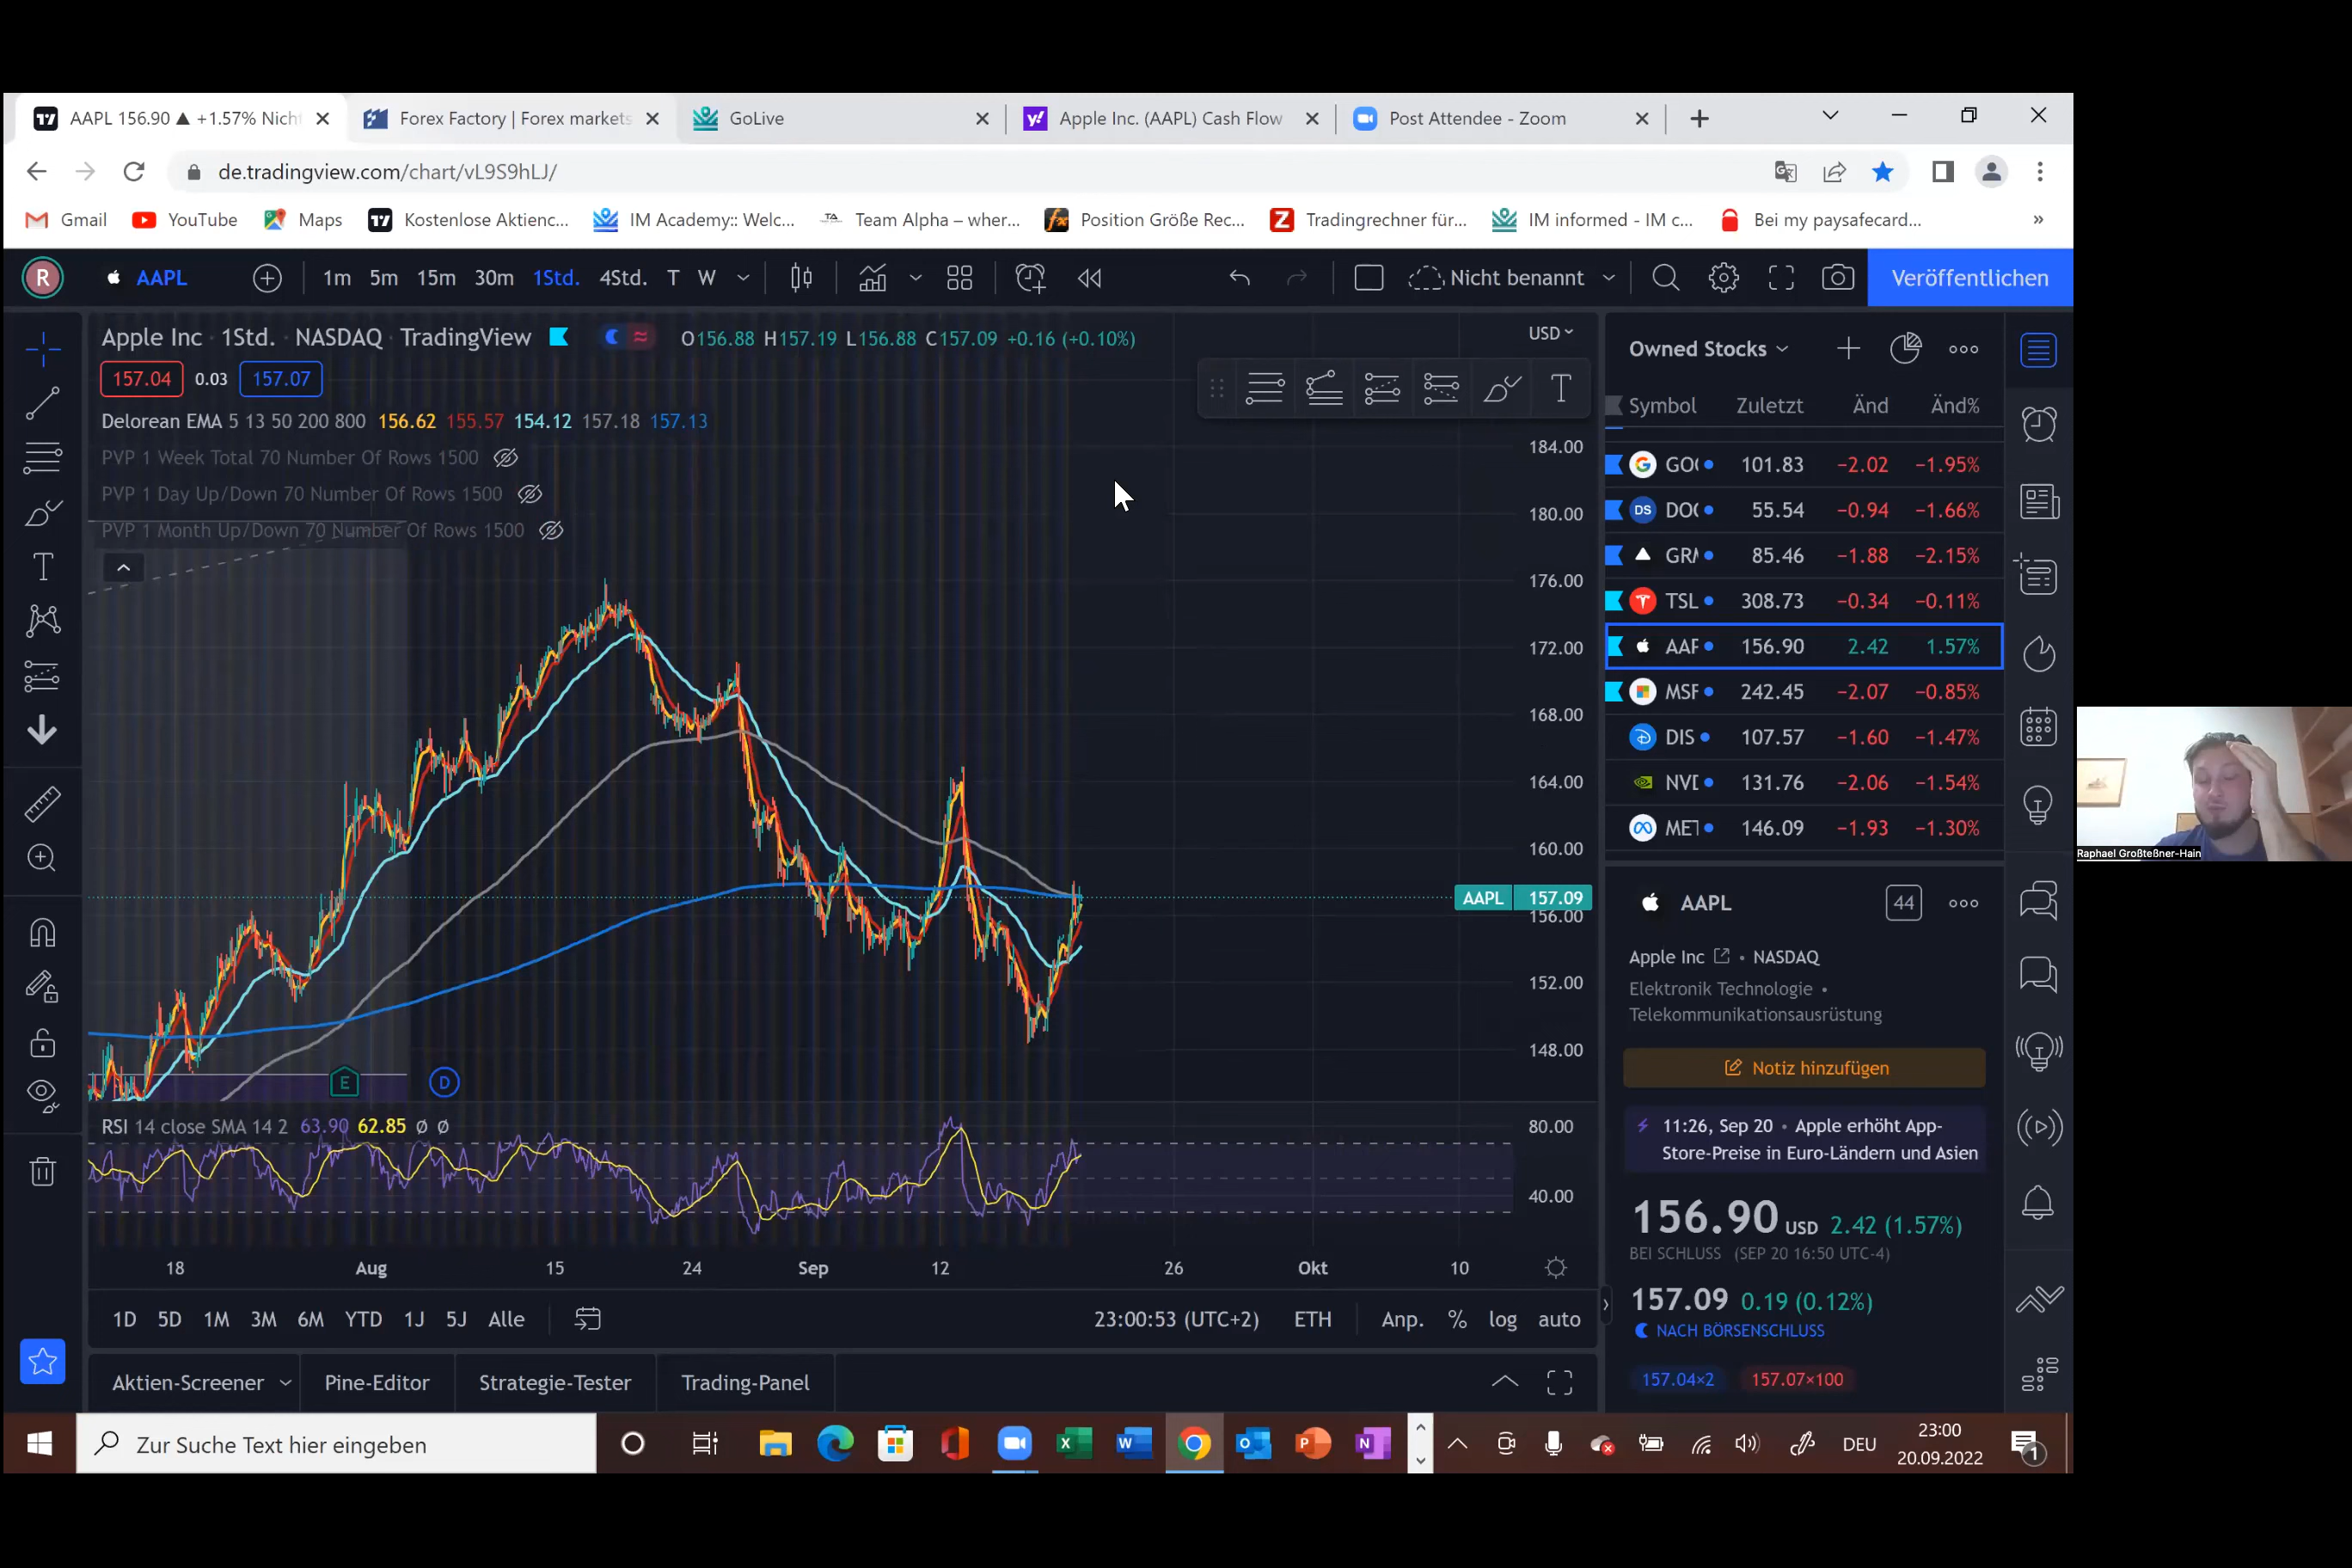 AAPL 156.90 ▲ +1.57% Nich
Forex Factory | Forex markets
GoLive
Apple Inc. (AAPL) Cash Flow
Post Attendee - Zoom
de.tradingview.com/chart/vL9S9hLJ/
Gmail YouTube Maps Kostenlose Aktienc... IM Academy:: Welc... Team Alpha – wher... Position Größe Rec... Tradingrechner für... IM informed - IM c... Bei my paysafecard... »
R AAPL 1m 5m 15m 30m 1Std. 4Std. T W Nicht benannt Veröffentlichen
Apple Inc · 1Std. · NASDAQ · TradingView O156.88 H157.19 L156.88 C157.09 +0.16 (+0.10%)
USD
157.04 0.03 157.07
Delorean EMA 5 13 50 200 800 156.62 155.57 154.12 157.18 157.13
PVP 1 Week Total 70 Number Of Rows 1500
PVP 1 Day Up/Down 70 Number Of Rows 1500
PVP 1 Month Up/Down 70 Number Of Rows 1500
184.00
180.00
176.00
172.00
168.00
164.00
160.00
AAPL 157.09
156.00
152.00
148.00
E D
RSI 14 close SMA 14 2 63.90 62.85 ø ø
80.00
40.00
18 Aug 15 24 Sep 12 26 Okt 10
1D 5D 1M 3M 6M YTD 1J 5J Alle 23:00:53 (UTC+2) ETH Anp. % log auto
Aktien-Screener Pine-Editor Strategie-Tester Trading-Panel
Owned Stocks
Symbol Zuletzt Änd Änd%
101.83 −2.02 −1.95%
DS 55.54 −0.94 −1.66%
85.46 −1.88 −2.15%
TSL 308.73 −0.34 −0.11%
156.90 2.42 1.57%
242.45 −2.07 −0.85%
DIS 107.57 −1.60 −1.47%
131.76 −2.06 −1.54%
146.09 −1.93 −1.30%
AAPL 44
Apple Inc • NASDAQ
Elektronik Technologie •
Telekommunikationsausrüstung
Notiz hinzufügen
11:26, Sep 20 • Apple erhöht App-
Store-Preise in Euro-Ländern und Asien
156.90 USD 2.42 (1.57%)
BEI SCHLUSS (SEP 20 16:50 UTC-4)
157.09 0.19 (0.12%)
NACH BÖRSENSCHLUSS
157.04×2 157.07×100
Raphael Großteßner-Hain
Zur Suche Text hier eingeben
DEU
23:00
20.09.2022
1